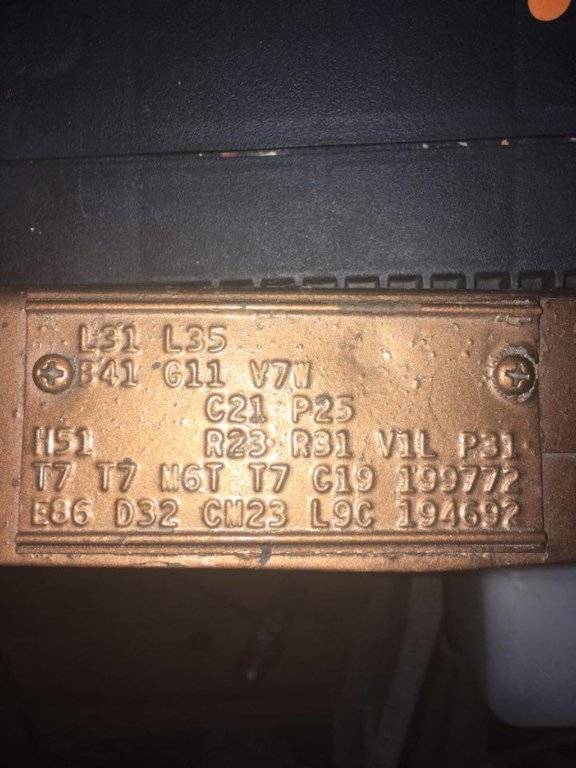 L31 L35
B41 G11 V7W
C21 P25
H51 R23 R31 V1L P31
T7 T7 M6T T7 C19 199772
E86 D32 CM23 L9C 194692